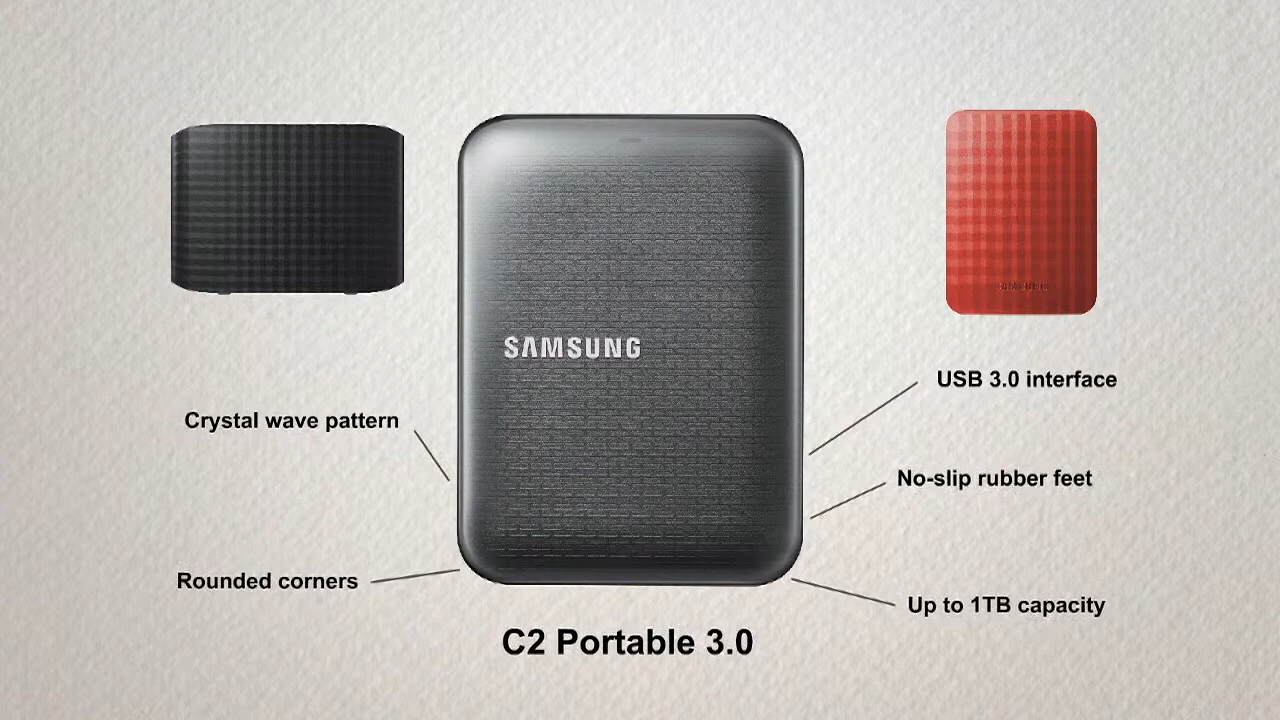 SAMSUNG
SAMSUNG
Crystal wave pattern
USB 3.0 interface
No-slip rubber feet
Rounded corners
Up to 1TB capacity
C2 Portable 3.0